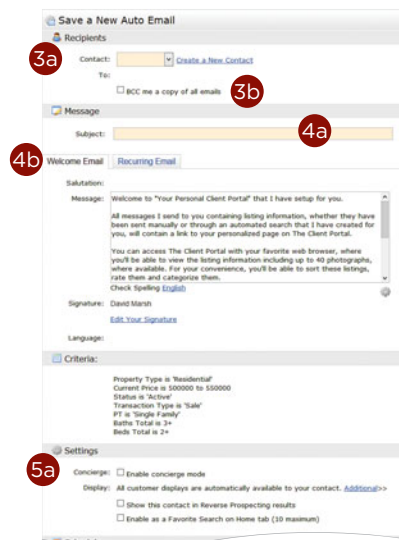 Save a New Auto Email
Recipients
3a
Contact: Create a New Contact
To:
BCC me a copy of all emails
3b
Message
Subject:
4a
4b
Welcome Email Recurring Email
Salutation:
Message: Welcome to "Your Personal Client Portal" that I have setup for you.
All messages I send to you containing listing information, whether they have
been sent manually or through an automated search that I have created for
you, will contain a link to your personalized page on The Client Portal.
You can access The Client Portal with your favorite web browser, where
you'll be able to view the listing information including up to 40 photographs,
where available. For your convenience, you'll be able to sort these listings,
rate them and categorize them.
Check Spelling English
Signature: David Marsh
Edit Your Signature
Language:
Criteria:
Property Type is 'Residential'
Current Price is 500000 to 550000
Status is 'Active'
Transaction Type is 'Sale'
PT is 'Single Family'
Baths Total is 3+
Beds Total is 2+
Settings
5a
Concierge: Enable concierge mode
Display: All customer displays are automatically available to your contact. Additional>>
Show this contact in Reverse Prospecting results
Enable as a Favorite Search on Home tab (10 maximum)